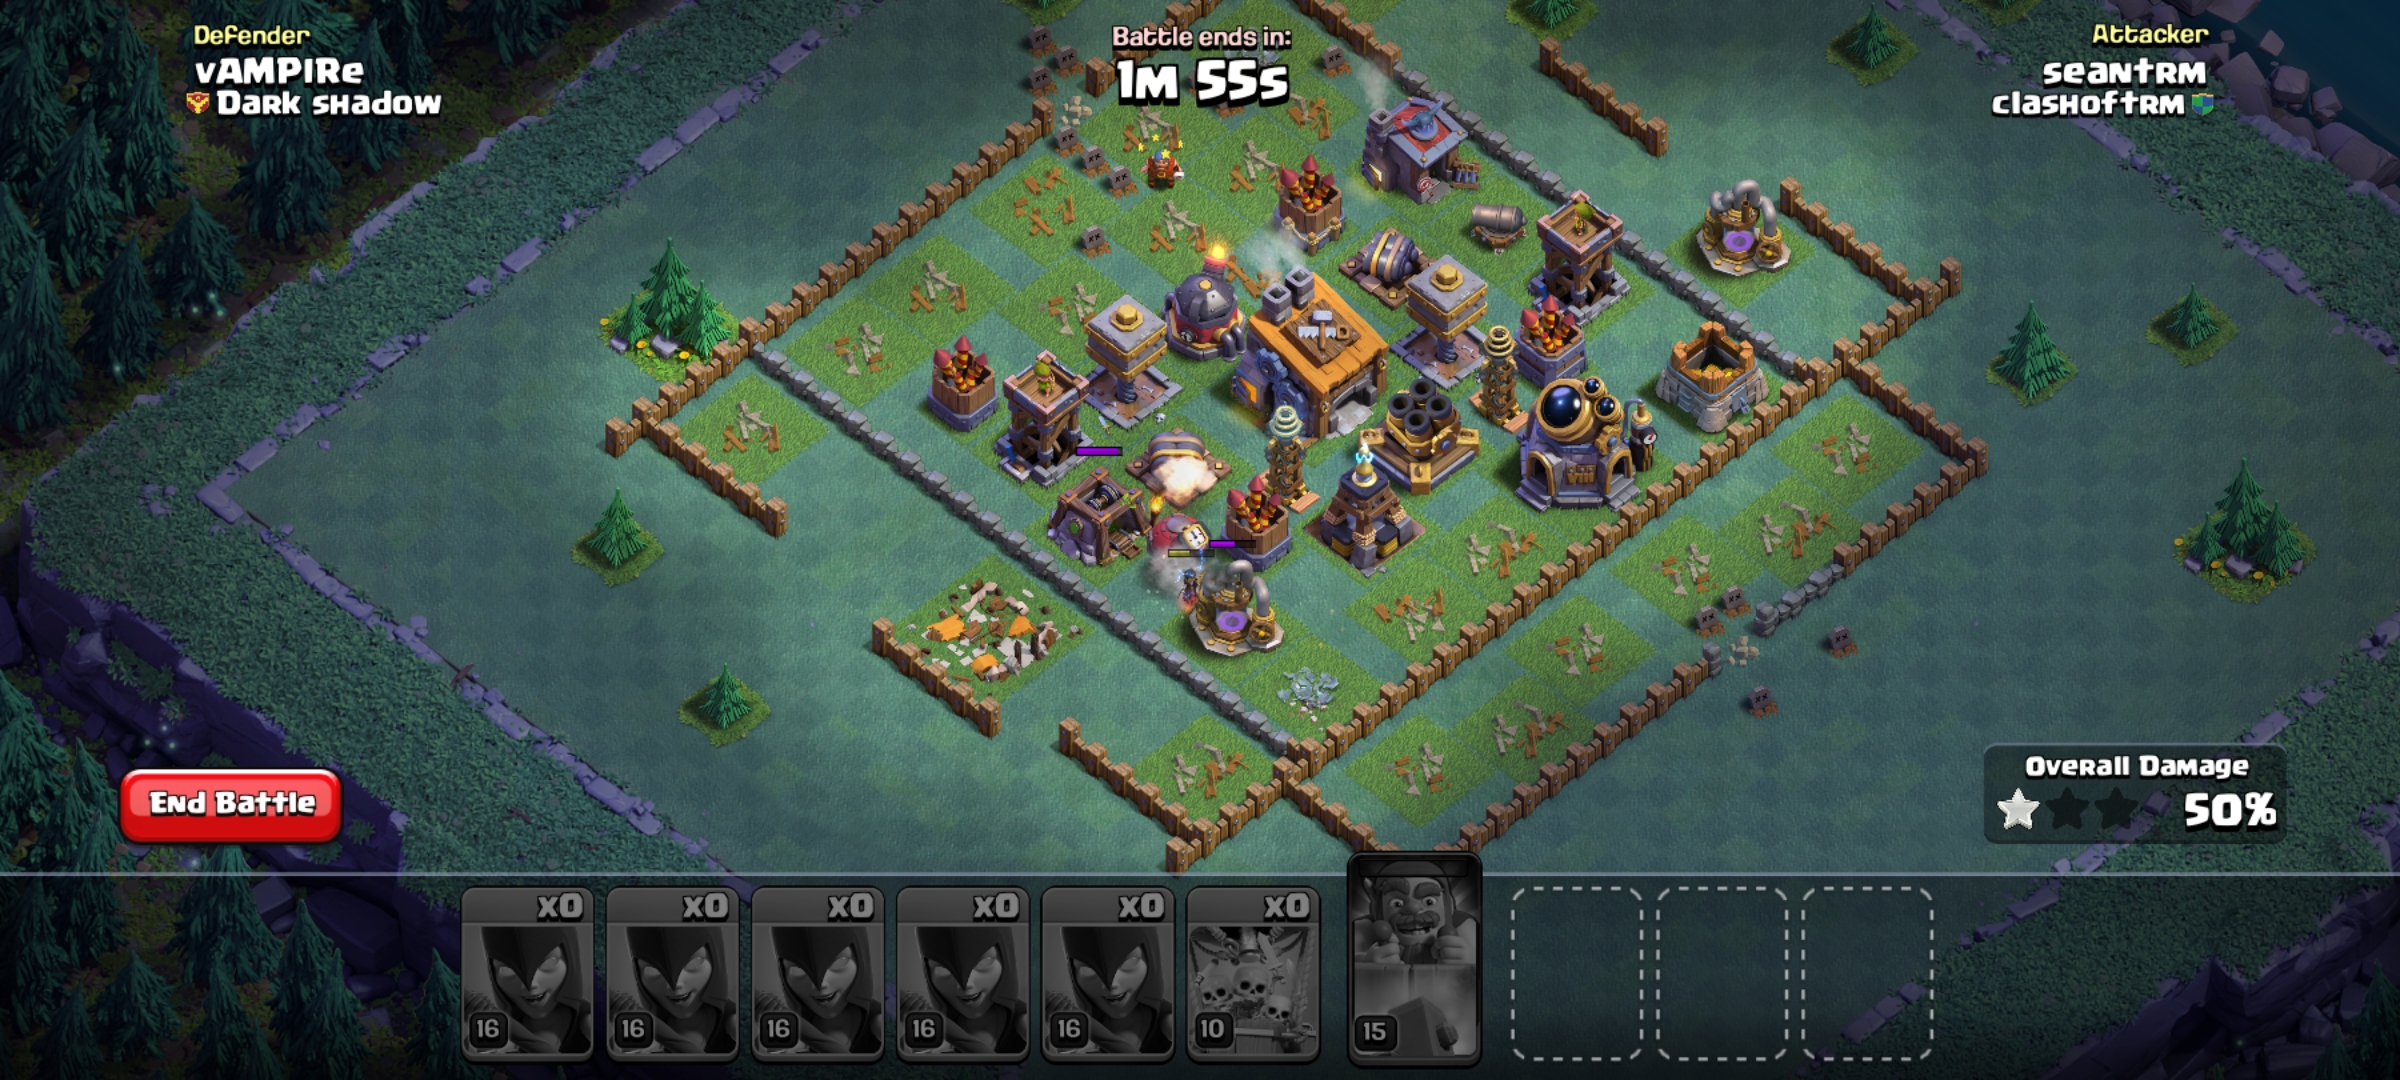 Defender
vAMPIRe
Dark shadow
Battle ends in:
1M 55s
Attacker
seantRM
clashoftRM
End Battle
Overall Damage
50%
x0
x0
x0
x0
x0
x0
16
16
16
16
16
10
15